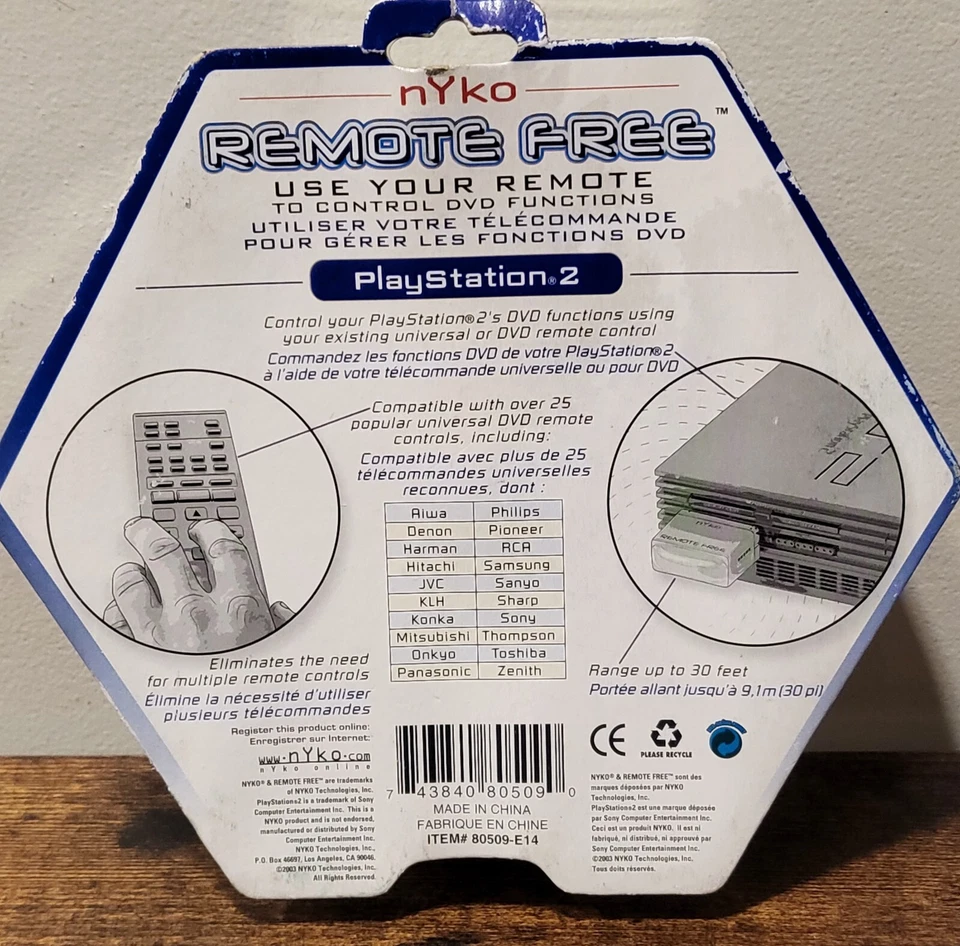 nYko
REMOTE FREE™
USE YOUR REMOTE
TO CONTROL DVD FUNCTIONS
UTILISER VOTRE TÉLÉCOMMANDE
POUR GÉRER LES FONCTIONS DVD
PlayStation®2
Control your PlayStation®2's DVD functions using
your existing universal or DVD remote control
Commandez les fonctions DVD de votre PlayStation®2
à l'aide de votre télécommande universelle ou pour DVD
Compatible with over 25
popular universal DVD remote
controls, including:
Compatible avec plus de 25
télécommandes universelles
reconnues, dont :
Aiwa Philips
Denon Pioneer
Harman RCA
Hitachi Samsung
JVC Sanyo
KLH Sharp
Konka Sony
Mitsubishi Thompson
Onkyo Toshiba
Panasonic Zenith
NYKO
REMOTE FREE
Eliminates the need
for multiple remote controls
Élimine la nécessité d'utiliser
plusieurs télécommandes
Range up to 30 feet
Portée allant jusqu'à 9,1m (30 pi)
Register this product online:
Enregistrer sur Internet:
www.nYko.com
nYko online
NYKO® & REMOTE FREE™ are trademarks
of NYKO Technologies, Inc.
PlayStation®2 is a trademark of Sony
Computer Entertainment Inc. This is a
NYKO product and is not endorsed,
manufactured or distributed by Sony
Computer Entertainment Inc.
NYKO Technologies, Inc.,
P.O. Box 46697, Los Angeles, CA 90046.
©2003 NYKO Technologies, Inc.
All Rights Reserved.
7 43840 80509 0
MADE IN CHINA
FABRIQUE EN CHINE
ITEM# 80509-E14
CE
PLEASE RECYCLE
NYKO® & REMOTE FREE™ sont des
marques déposées par NYKO
Technologies, Inc.
PlayStation®2 est une marque déposée
par Sony Computer Entertainment Inc.
Ceci est un produit NYKO. Il est ni
fabriqué, ni distribué, ni approuvé par
Sony Computer Entertainment Inc.
©2003 NYKO Technologies, Inc.
Tous doits réservés.